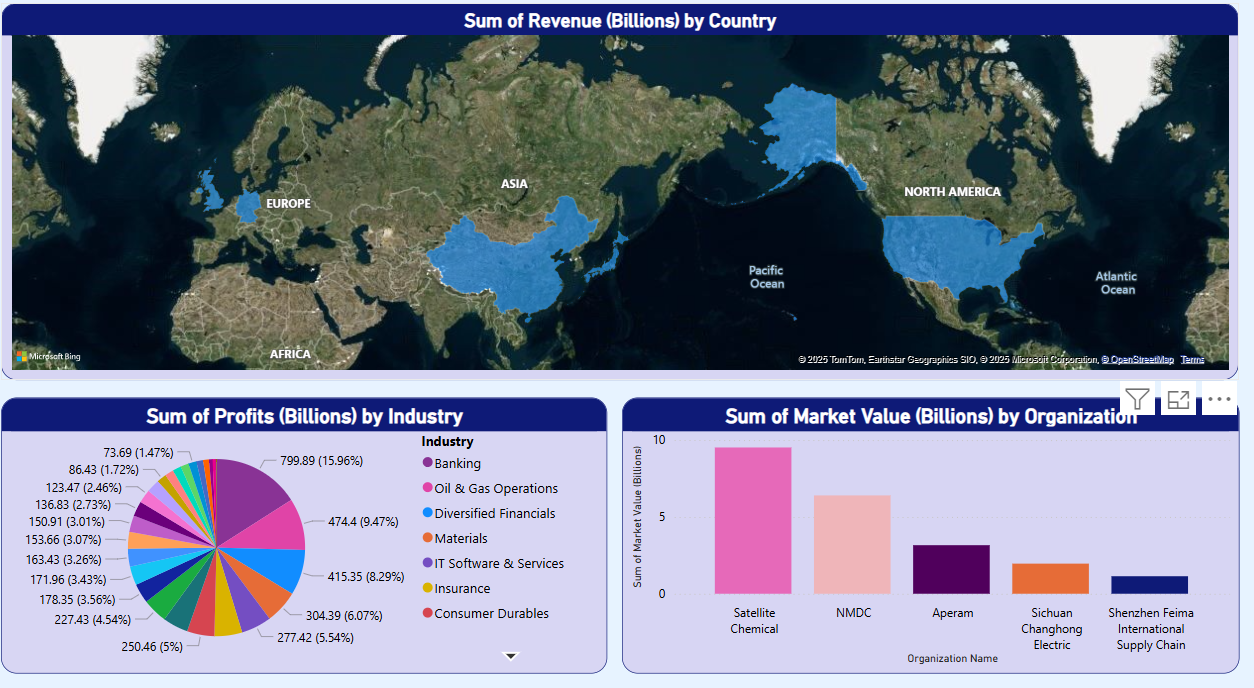 Sum of Revenue (Billions) by Country
ASIA
EUROPE
NORTH AMERICA
Pacific
Ocean
Atlantic
Ocean
AFRICA
Microsoft Bing
© 2025 TomTom, Earthstar Geographics SIO, © 2025 Microsoft Corporation, © OpenStreetMap Terms
Sum of Profits (Billions) by Industry
73.69 (1.47%)
86.43 (1.72%)
123.47 (2.46%)
136.83 (2.73%)
150.91 (3.01%)
153.66 (3.07%)
163.43 (3.26%)
171.96 (3.43%)
178.35 (3.56%)
227.43 (4.54%)
250.46 (5%)
799.89 (15.96%)
474.4 (9.47%)
415.35 (8.29%)
304.39 (6.07%)
277.42 (5.54%)
Industry
Banking
Oil & Gas Operations
Diversified Financials
Materials
IT Software & Services
Insurance
Consumer Durables
Sum of Market Value (Billions) by Organization
Sum of Market Value (Billions)
10
5
0
Satellite
Chemical
NMDC
Aperam
Sichuan
Changhong
Electric
Shenzhen Feima
International
Supply Chain
Organization Name